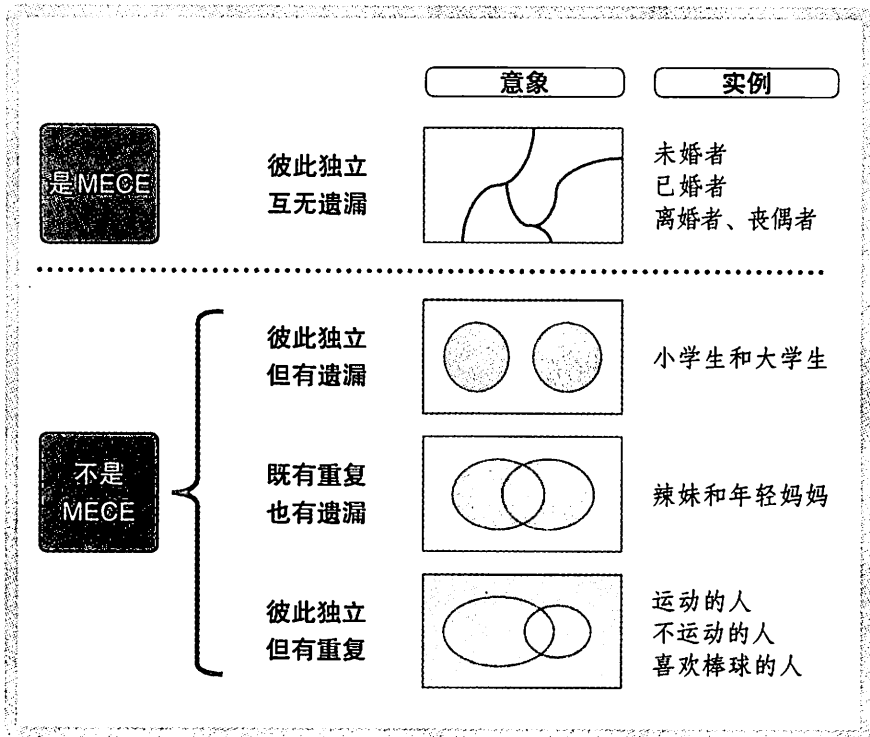 意象
实例
是MECE
彼此独立
互无遗漏
未婚者
已婚者
离婚者、丧偶者
不是
MECE
彼此独立
但有遗漏
小学生和大学生
既有重复
也有遗漏
辣妹和年轻妈妈
彼此独立
但有重复
运动的人
不运动的人
喜欢棒球的人